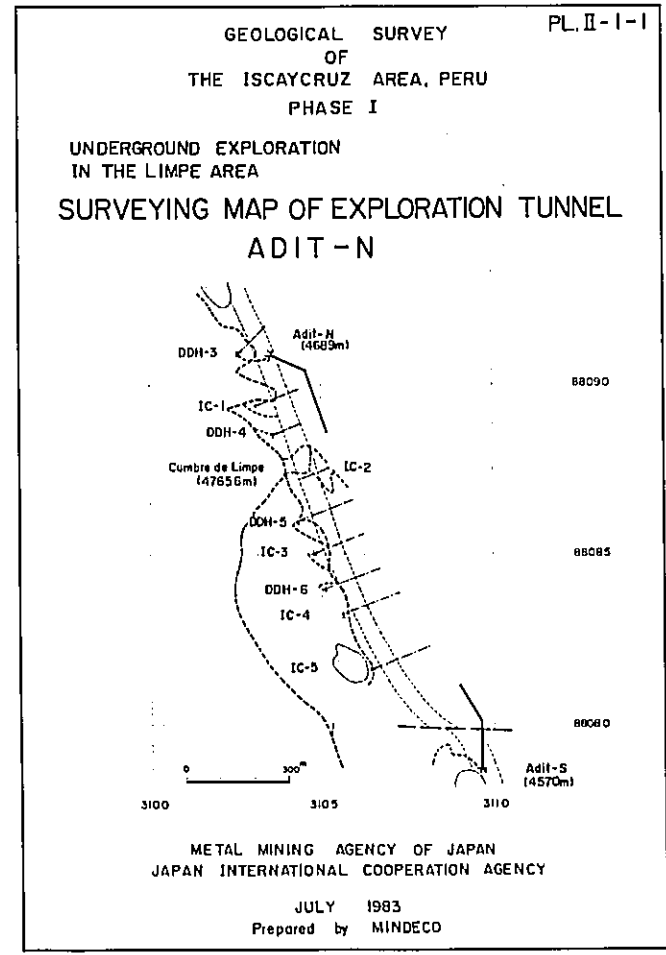 PL. II-1-1
GEOLOGICAL SURVEY
OF
THE ISCAYCRUZ AREA, PERU
PHASE I
UNDERGROUND EXPLORATION
IN THE LIMPE AREA
SURVEYING MAP OF EXPLORATION TUNNEL
ADIT-N
Adit-N
(4689m)
DDH-3
88090
IC-1
DDH-4
Cumbre de Limpe
(4765.6m)
IC-2
DDH-5
IC-3
88085
DDH-6
IC-4
IC-5
88080
Adit-S
(4570m)
0 300m
3100 3105 3110
METAL MINING AGENCY OF JAPAN
JAPAN INTERNATIONAL COOPERATION AGENCY
JULY 1983
Prepared by MINDECO